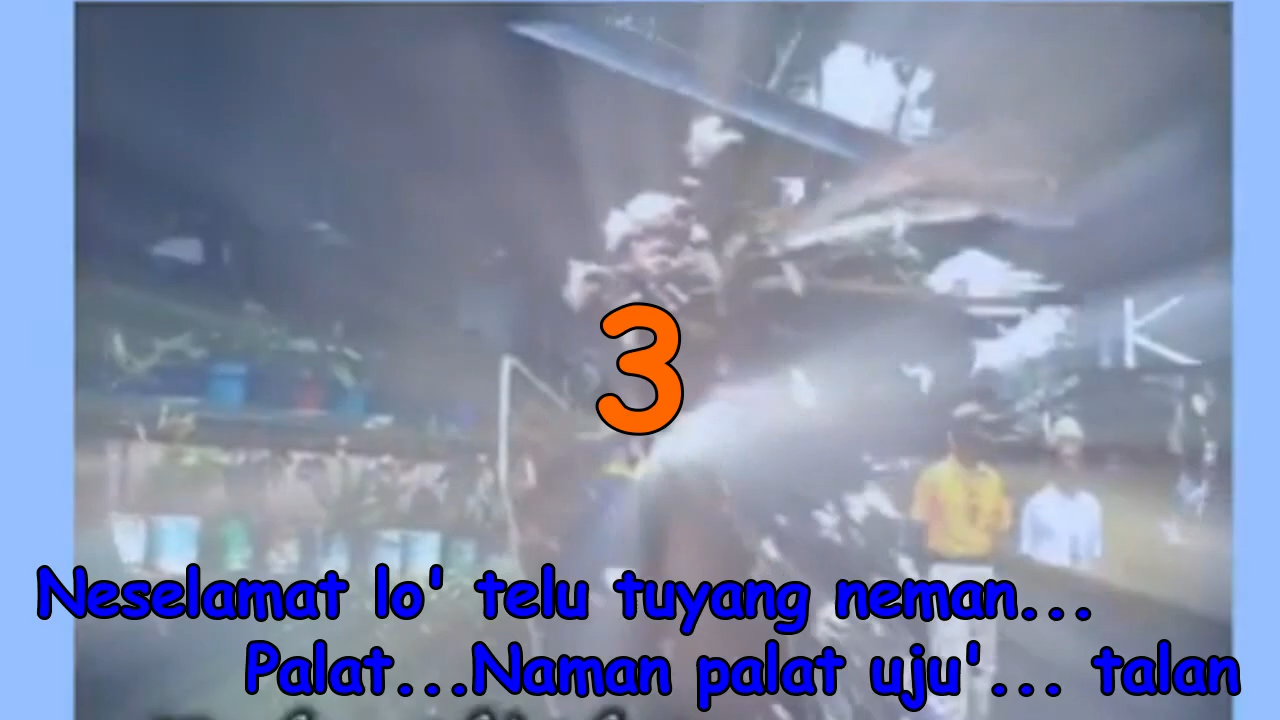 K
3
Neselamat lo' telu tuyang neman...
Palat...Naman palat uju' ... talan